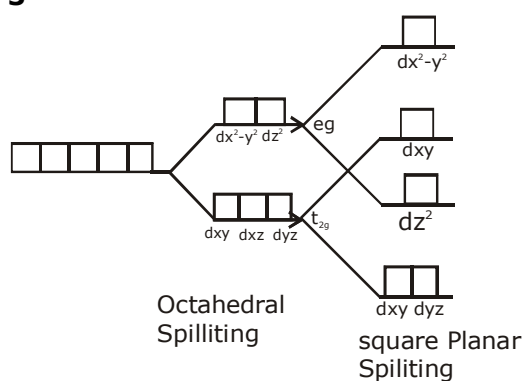 dx²-y²
dx²-y² dz²
eg
dxy
dz²
t₂g
dxy dxz dyz
dxy dyz
Octahedral
Spilliting
square Planar
Spiliting